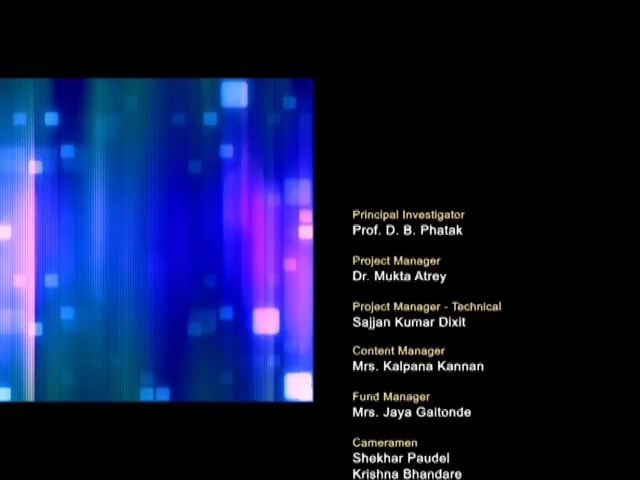 Principal Investigator
Prof. D. B. Phatak
Project Manager
Dr. Mukta Atrey
Project Manager - Technical
Sajjan Kumar Dixit
Content Manager
Mrs. Kalpana Kannan
Fund Manager
Mrs. Jaya Gaitonde
Cameramen
Shekhar Paudel
Krishna Bhandare